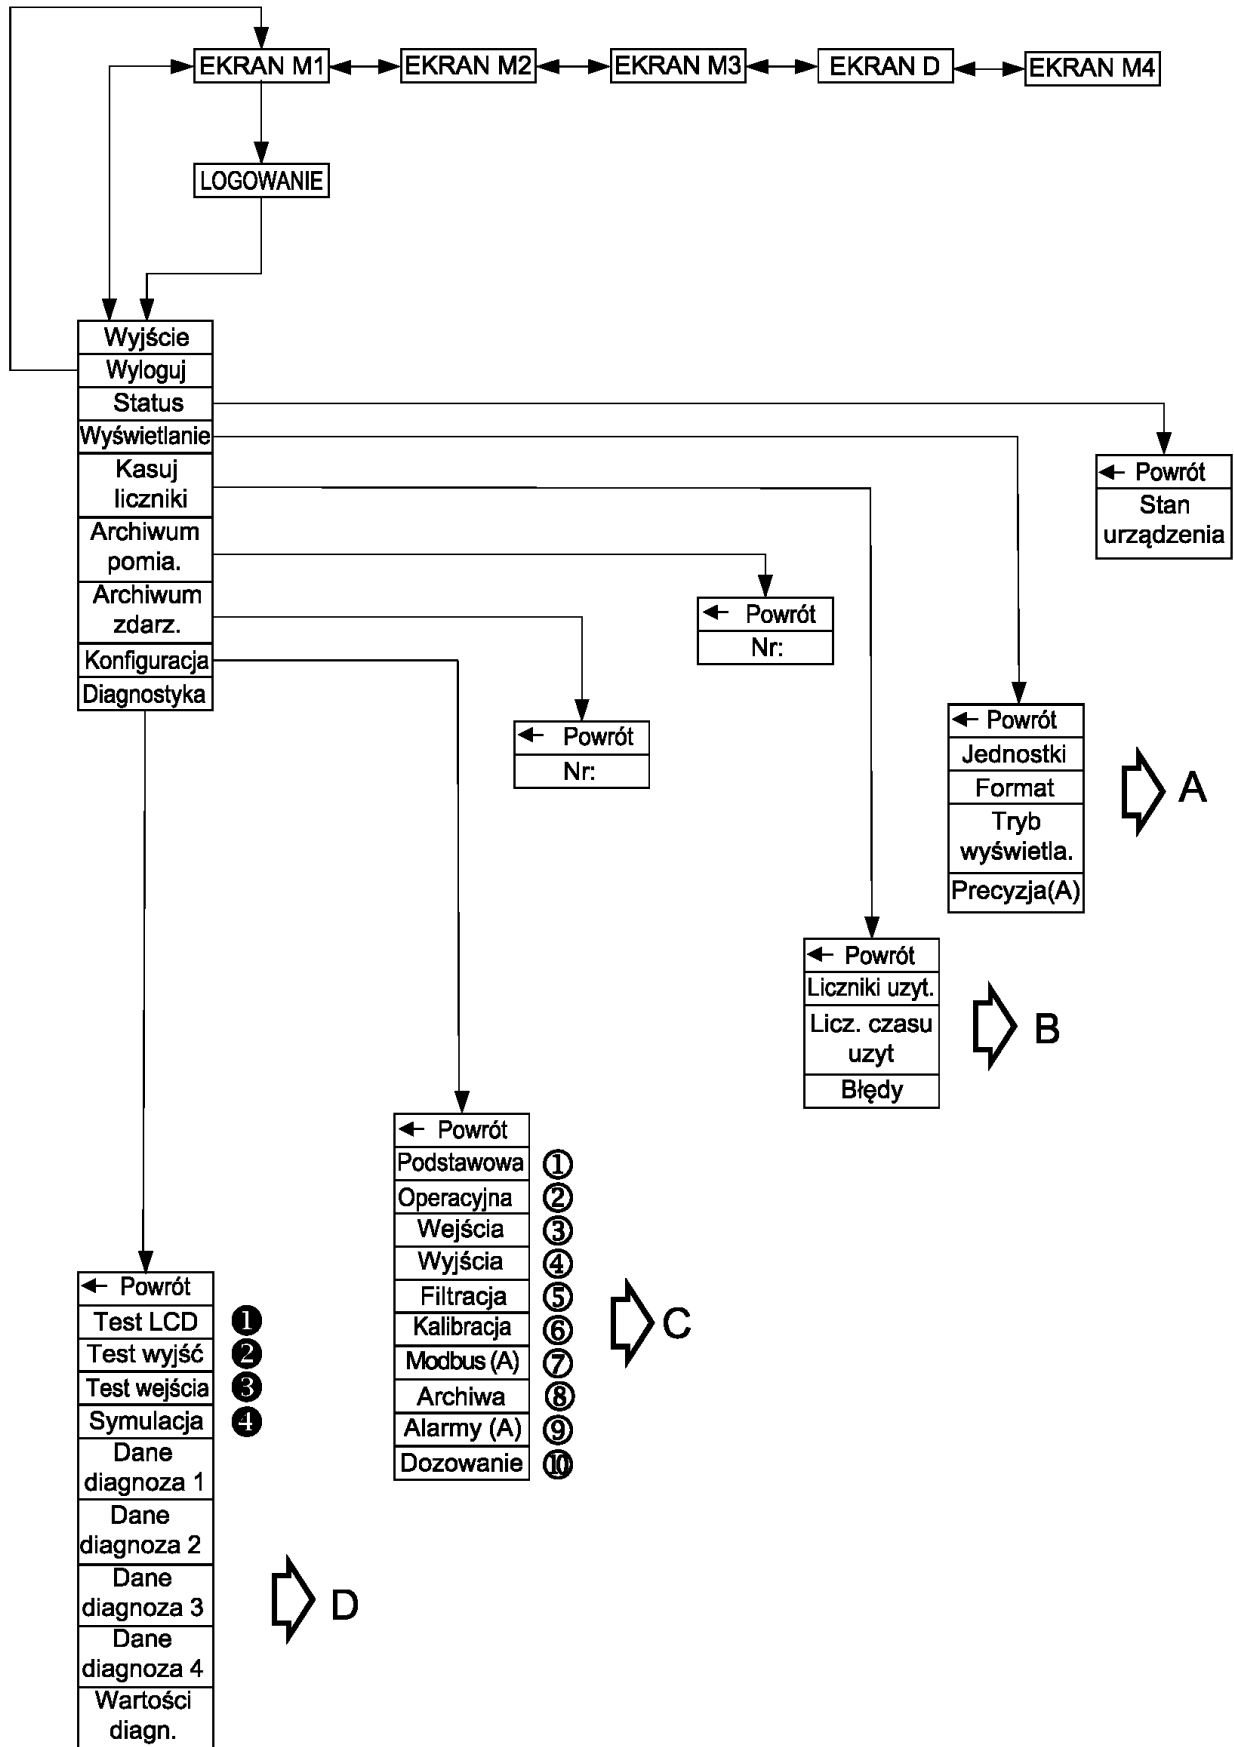 EKRAN M1
EKRAN M2
EKRAN M3
EKRAN D
EKRAN M4
LOGOWANIE
Wyjście
Wyloguj
Status
Wyświetlanie
Kasuj
liczniki
Archiwum
pomia.
Archiwum
zdarz.
Konfiguracja
Diagnostyka
← Powrót
Stan
urządzenia
← Powrót
Nr:
← Powrót
Nr:
← Powrót
Jednostki
Format
Tryb
wyświetla.
Precyzja(A)
A
← Powrót
Liczniki uzyt.
Licz. czasu
uzyt
Błędy
B
← Powrót
Podstawowa ①
Operacyjna ②
Wejścia ③
Wyjścia ④
Filtracja ⑤
Kalibracja ⑥
Modbus (A) ⑦
Archiwa ⑧
Alarmy (A) ⑨
Dozowanie ⑩
C
← Powrót
Test LCD ❶
Test wyjść ❷
Test wejścia ❸
Symulacja ❹
Dane
diagnoza 1
Dane
diagnoza 2
Dane
diagnoza 3
Dane
diagnoza 4
Wartości
diagn.
D